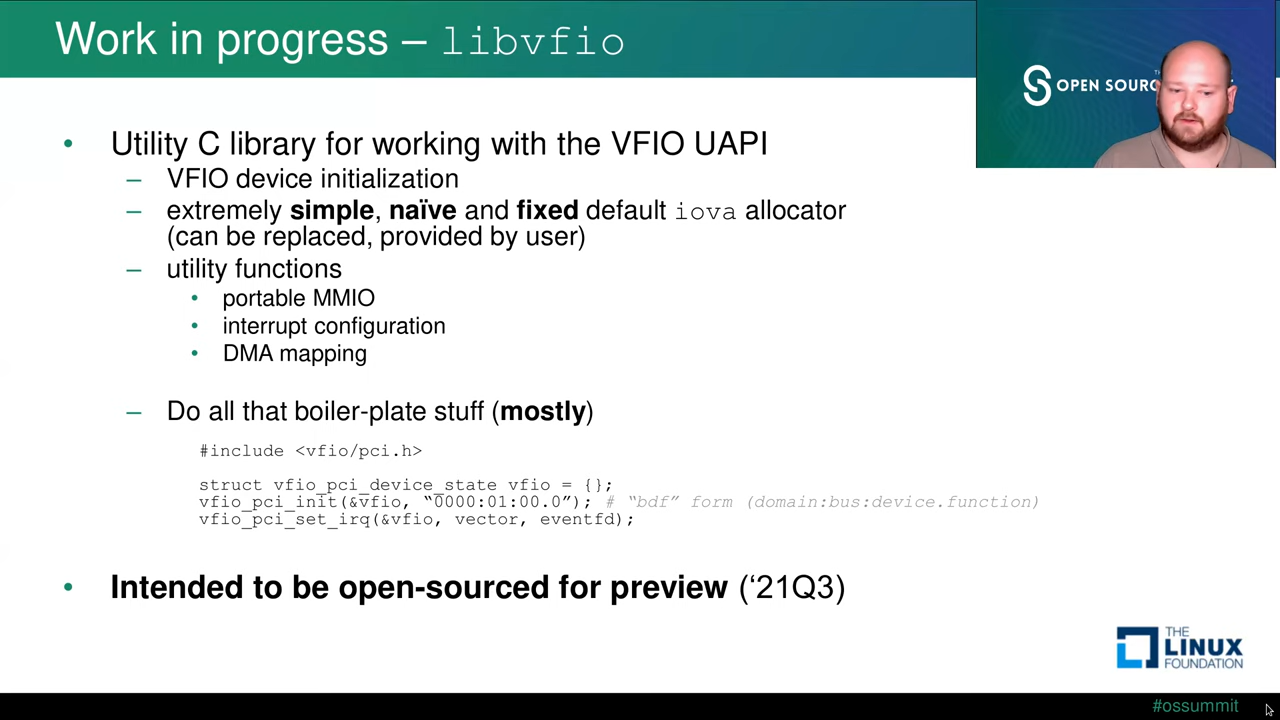 Work in progress – libvfio
OPEN SOURC
• Utility C library for working with the VFIO UAPI
– VFIO device initialization
– extremely simple, naïve and fixed default iova allocator
(can be replaced, provided by user)
– utility functions
• portable MMIO
• interrupt configuration
• DMA mapping
– Do all that boiler-plate stuff (mostly)
#include <vfio/pci.h>
struct vfio_pci_device_state vfio = {};
vfio_pci_init(&vfio, “0000:01:00.0”); # “bdf” form (domain:bus:device.function)
vfio_pci_set_irq(&vfio, vector, eventfd);
• Intended to be open-sourced for preview (‘21Q3)
THE
LINUX
FOUNDATION
#ossummit